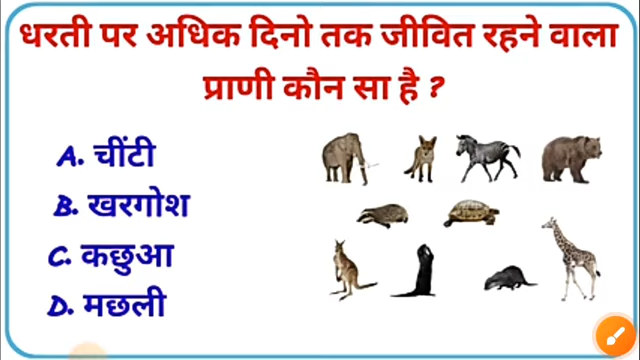 धरती पर अधिक दिनो तक जीवित रहने वाला
प्राणी कौन सा है ?
A. चींटी
B. खरगोश
C. कछुआ
D. मछली